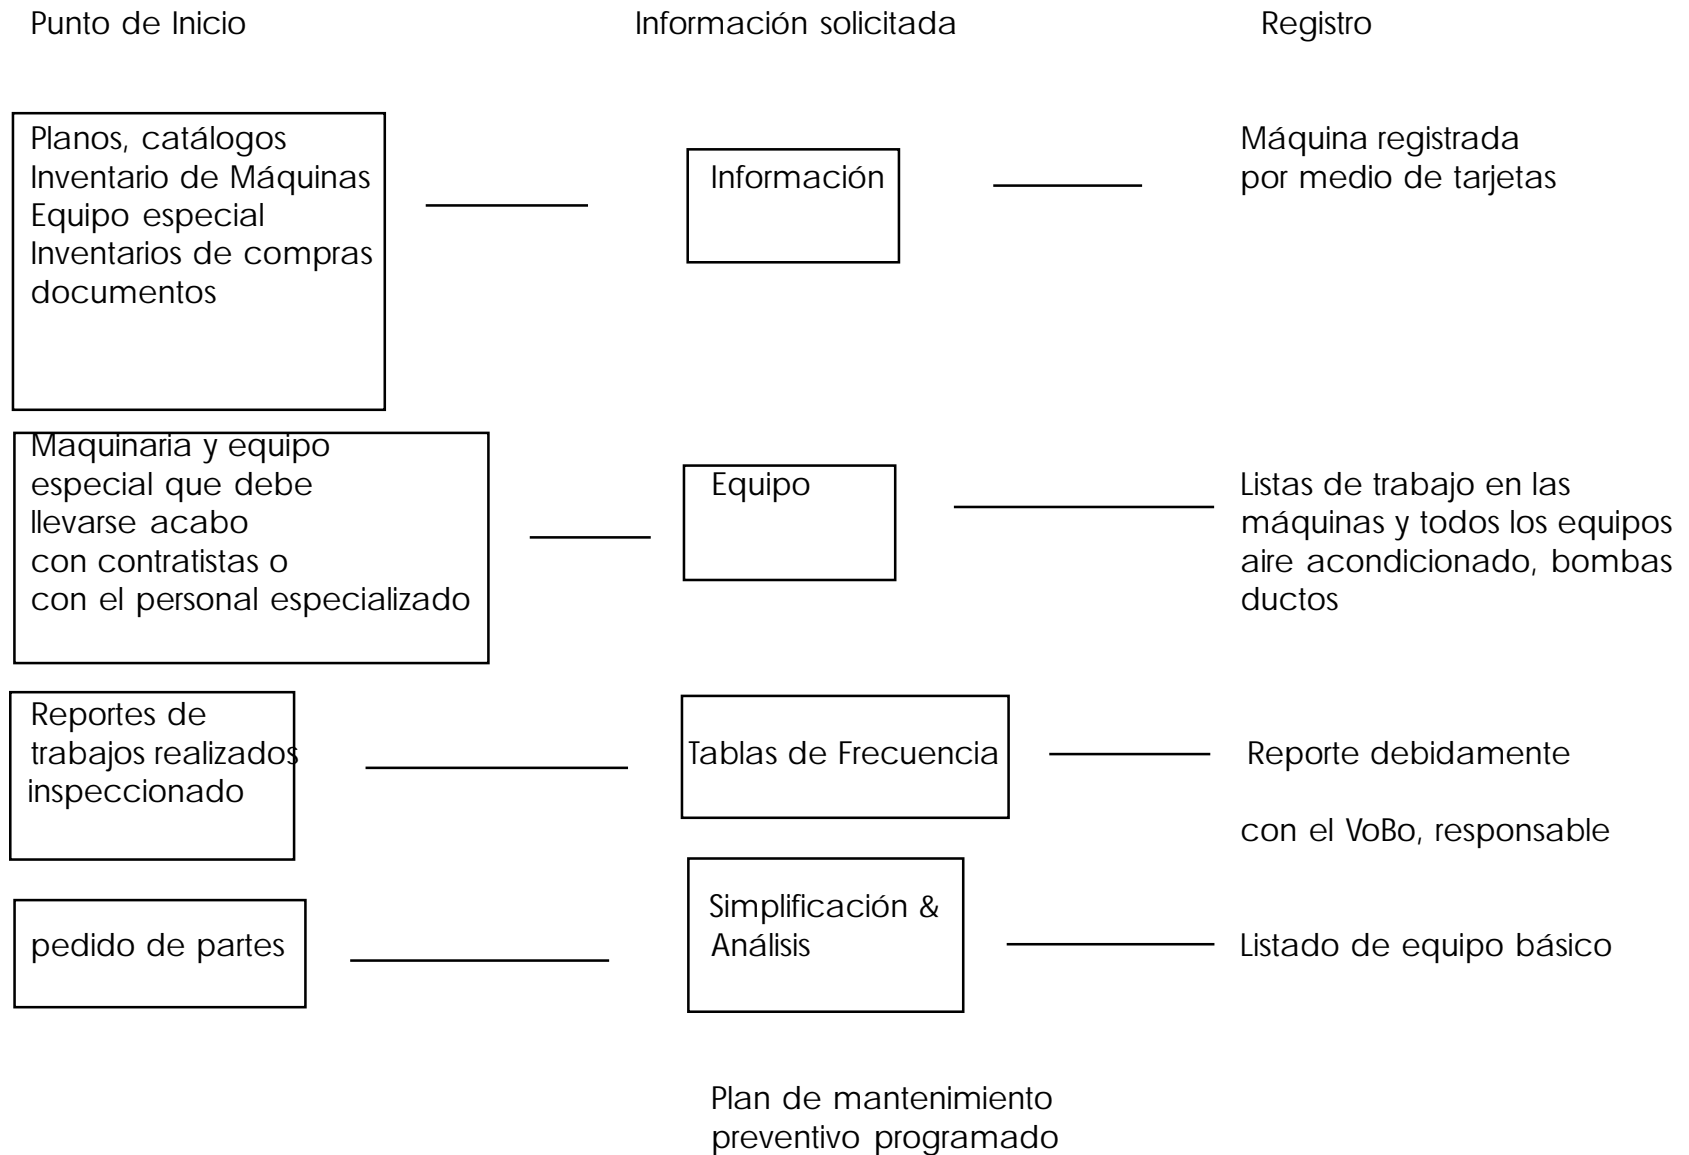 Punto de Inicio
Información solicitada
Registro
Planos, catálogos
Inventario de Máquinas
Equipo especial
Inventarios de compras
documentos
Información
Máquina registrada
por medio de tarjetas
Maquinaria y equipo
especial que debe
llevarse acabo
con contratistas o
con el personal especializado
Equipo
Listas de trabajo en las
máquinas y todos los equipos
aire acondicionado, bombas
ductos
Reportes de
trabajos realizados
inspeccionado
Tablas de Frecuencia
Reporte debidamente
con el VoBo, responsable
pedido de partes
Simplificación &
Análisis
Listado de equipo básico
Plan de mantenimiento
preventivo programado